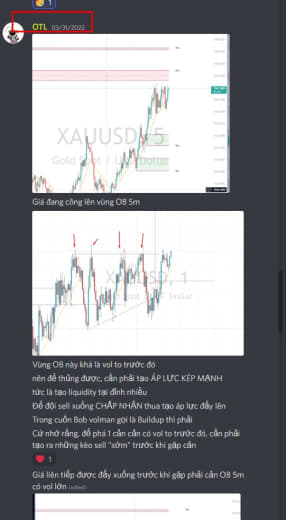 1
OTL 03/31/2022
XAUUSD, 5
Gold Spot / U.S. Dollar
Giá đang công lên vùng OB 5m
XAUUSD, 1
Spot Dollar
Vùng OB này khá là vol to trước đó
nên để thủng được, cần phải tạo ÁP LỰC KÉP MẠNH
tức là tạo liquidity tại đỉnh nhiều
Để đội sell xuống CHẤP NHẬN thua tạo áp lực đẩy lên
Trong cuốn Bob volman gọi là Buildup thì phải
Cứ nhớ rằng, để phá 1 cản cần có vol to trước đó, cần phải
tạo ra những kèo sell "sớm" trước khi gặp cản
1
Giá liên tiếp được đẩy xuống trước khi gặp phải cản OB 5m
có vol lớn (edited)